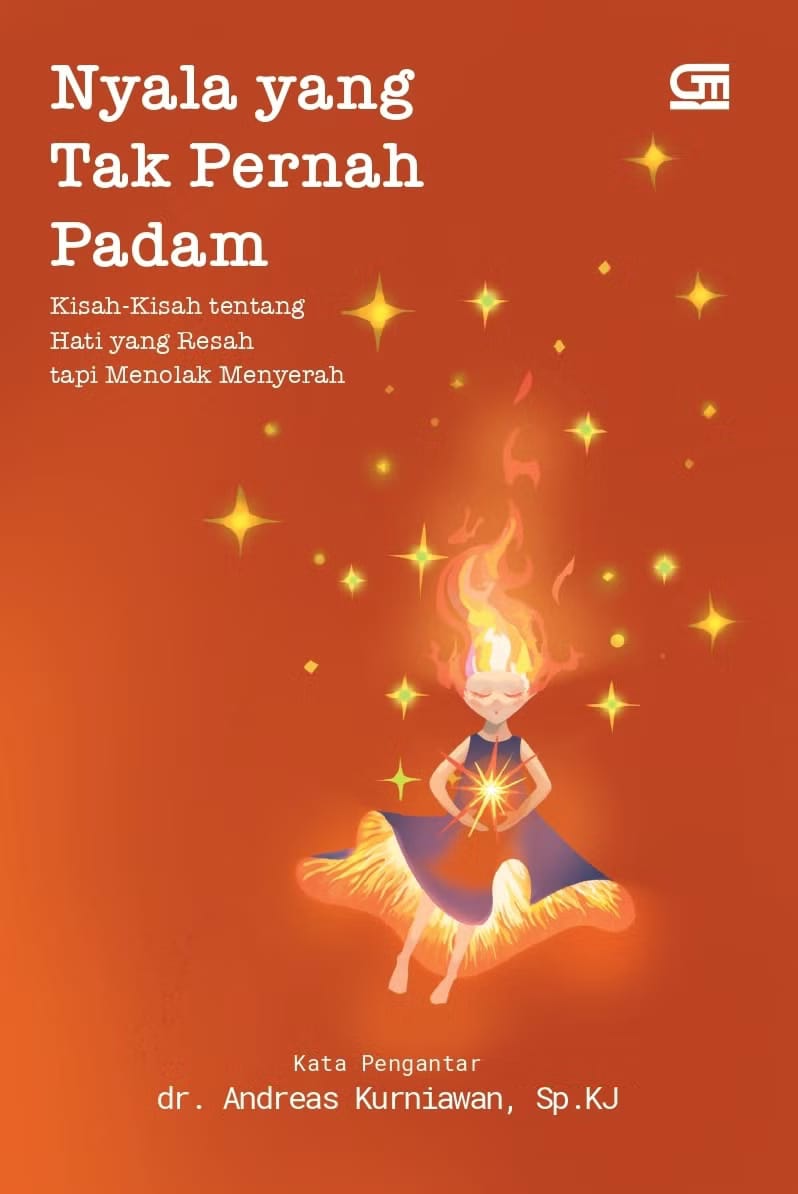 Nyala yang
Tak Pernah
Padam
Kisah-Kisah tentang
Hati yang Resah
tapi Menolak Menyerah
Kata Pengantar
dr. Andreas Kurniawan, Sp.KJ